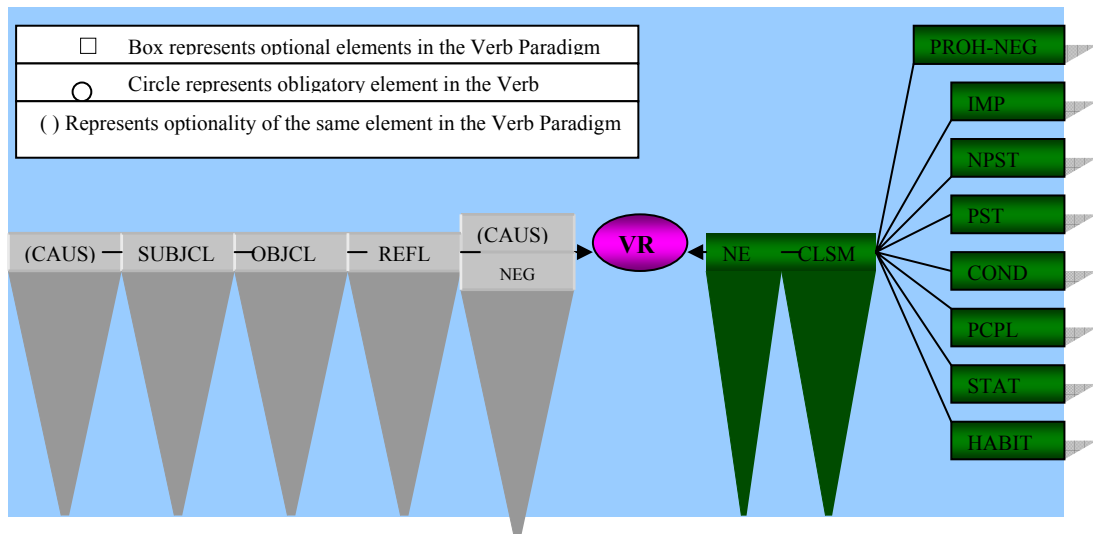 □ Box represents optional elements in the Verb Paradigm
○ Circle represents obligatory element in the Verb
( ) Represents optionality of the same element in the Verb Paradigm
PROH-NEG
IMP
NPST
PST
(CAUS) SUBJCL OBJCL REFL (CAUS) NEG VR NE CLSM
COND
PCPL
STAT
HABIT